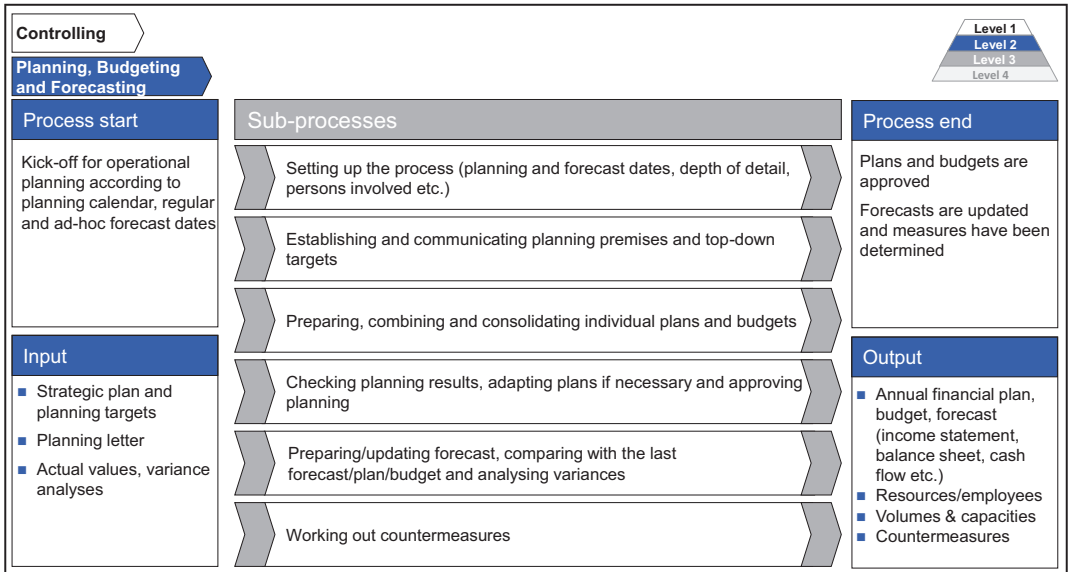 Controlling
Planning, Budgeting
and Forecasting
Level 1
Level 2
Level 3
Level 4
Process start
Kick-off for operational
planning according to
planning calendar, regular
and ad-hoc forecast dates
Input
Strategic plan and
planning targets
Planning letter
Actual values, variance
analyses
Sub-processes
Setting up the process (planning and forecast dates, depth of detail,
persons involved etc.)
Establishing and communicating planning premises and top-down
targets
Preparing, combining and consolidating individual plans and budgets
Checking planning results, adapting plans if necessary and approving
planning
Preparing/updating forecast, comparing with the last
forecast/plan/budget and analysing variances
Working out countermeasures
Process end
Plans and budgets are
approved
Forecasts are updated
and measures have been
determined
Output
Annual financial plan,
budget, forecast
(income statement,
balance sheet, cash
flow etc.)
Resources/employees
Volumes & capacities
Countermeasures